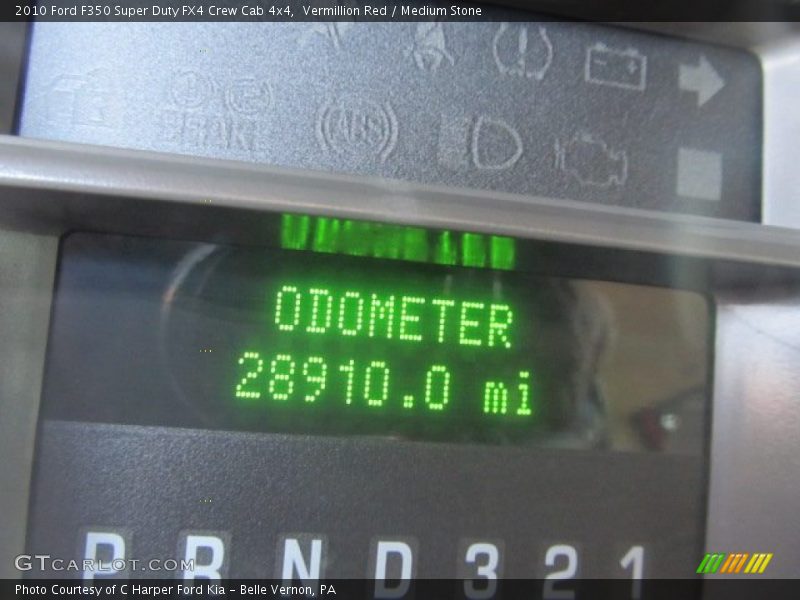 2010 Ford F350 Super Duty FX4 Crew Cab 4x4,  Vermillion Red / Medium Stone
BRAKE
ABS
ODOMETER
28910.0 mi
P R N D 3 2 1
GTCARLOT.COM
Photo Courtesy of C Harper Ford Kia - Belle Vernon, PA